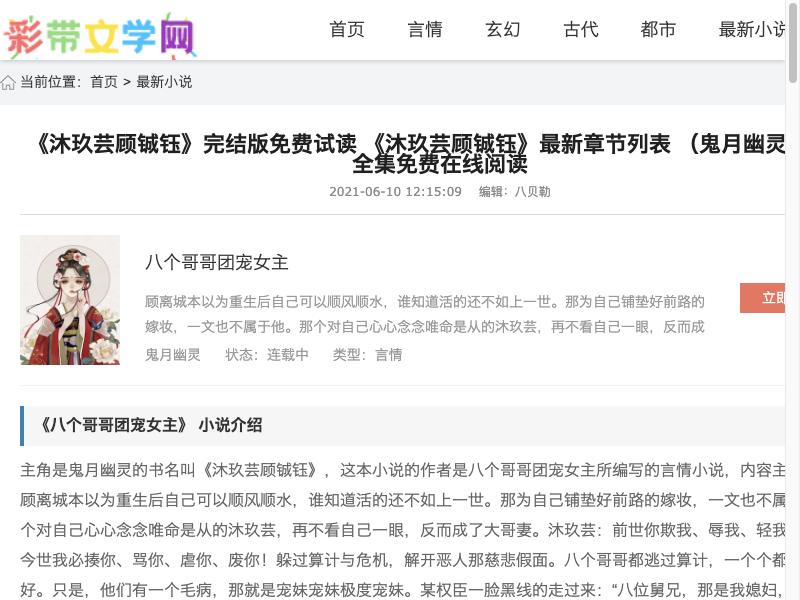 彩带文学网
首页 言情 玄幻 古代 都市 最新小说
当前位置：首页 > 最新小说
《沐玖芸顾铖钰》完结版免费试读 《沐玖芸顾铖钰》最新章节列表 （鬼月幽灵
全集免费在线阅读
2021-06-10 12:15:09 编辑：八贝勒
八个哥哥团宠女主
顾离城本以为重生后自己可以顺风顺水，谁知道活的还不如上一世。那为自己铺垫好前路的
嫁妆，一文也不属于他。那个对自己心心念念唯命是从的沐玖芸，再不看自己一眼，反而成
鬼月幽灵 状态：连载中 类型：言情
立即
《八个哥哥团宠女主》 小说介绍
主角是鬼月幽灵的书名叫《沐玖芸顾铖钰》，这本小说的作者是八个哥哥团宠女主所编写的言情小说，内容主
顾离城本以为重生后自己可以顺风顺水，谁知道活的还不如上一世。那为自己铺垫好前路的嫁妆，一文也不属
个对自己心心念念唯命是从的沐玖芸，再不看自己一眼，反而成了大哥妻。沐玖芸：前世你欺我、辱我、轻我
今世我必揍你、骂你、虐你、废你！躲过算计与危机，解开恶人那慈悲假面。八个哥哥都逃过算计，一个个都
好。只是，他们有一个毛病，那就是宠妹宠妹极度宠妹。某权臣一脸黑线的走过来：“八位舅兄，那是我媳妇，